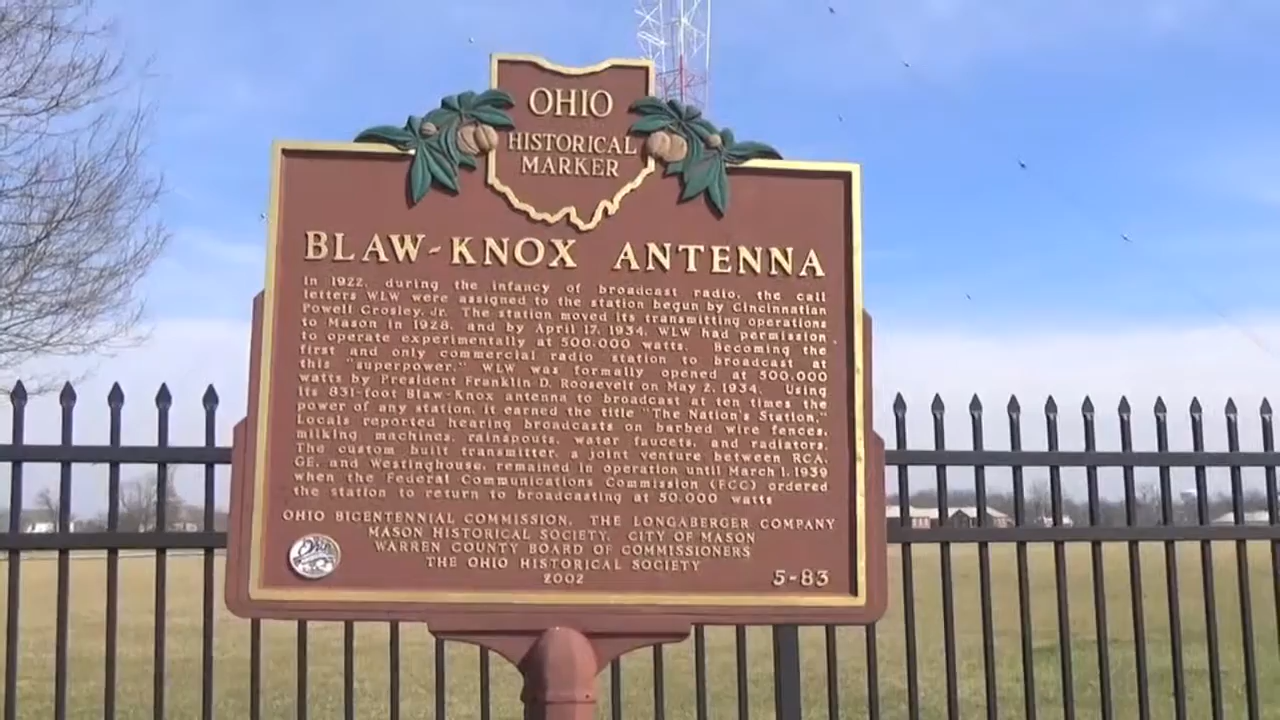 OHIO
HISTORICAL
MARKER
BLAW-KNOX ANTENNA
In 1922, during the infancy of broadcast radio, the call
letters WLW were assigned to the station begun by Cincinnatian
Powell Crosley, Jr. The station moved its transmitting operations
to Mason in 1928, and by April 17, 1934, WLW had permission
to operate experimentally at 500,000 watts. Becoming the
first and only commercial radio station to broadcast at
this "superpower," WLW was formally opened at 500,000
watts by President Franklin D. Roosevelt on May 2, 1934. Using
its 831-foot Blaw-Knox antenna to broadcast at ten times the
power of any station, it earned the title "The Nation's Station."
Locals reported hearing broadcasts on barbed wire fences,
milking machines, rainspouts, water faucets, and radiators.
The custom built transmitter, a joint venture between RCA,
GE, and Westinghouse, remained in operation until March 1, 1939
when the Federal Communications Commission (FCC) ordered
the station to return to broadcasting at 50,000 watts
OHIO BICENTENNIAL COMMISSION, THE LONGABERGER COMPANY
MASON HISTORICAL SOCIETY, CITY OF MASON
WARREN COUNTY BOARD OF COMMISSIONERS
THE OHIO HISTORICAL SOCIETY
2002
5-83